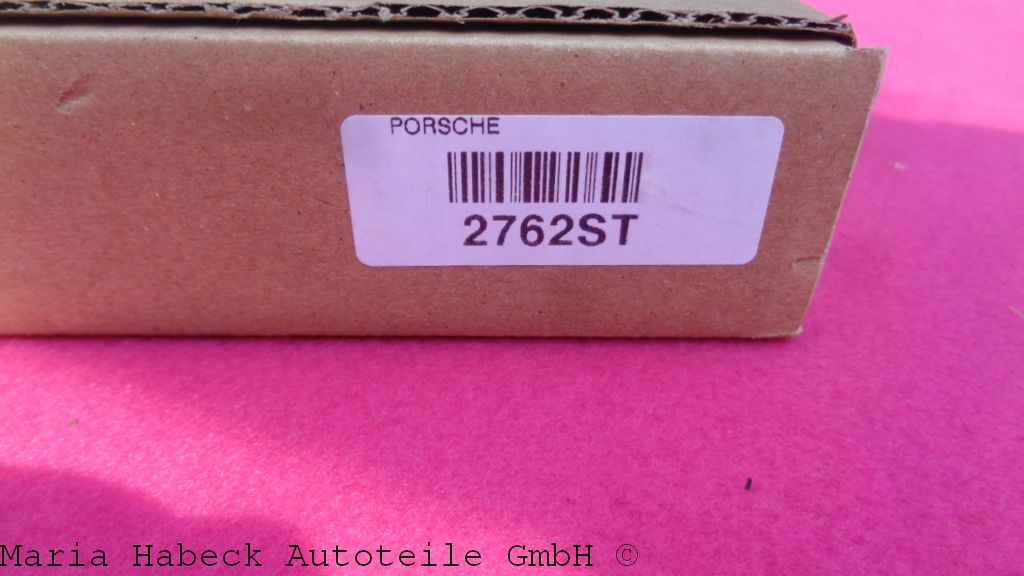 PORSCHE
2762ST
Maria Habeck Autoteile GmbH ©